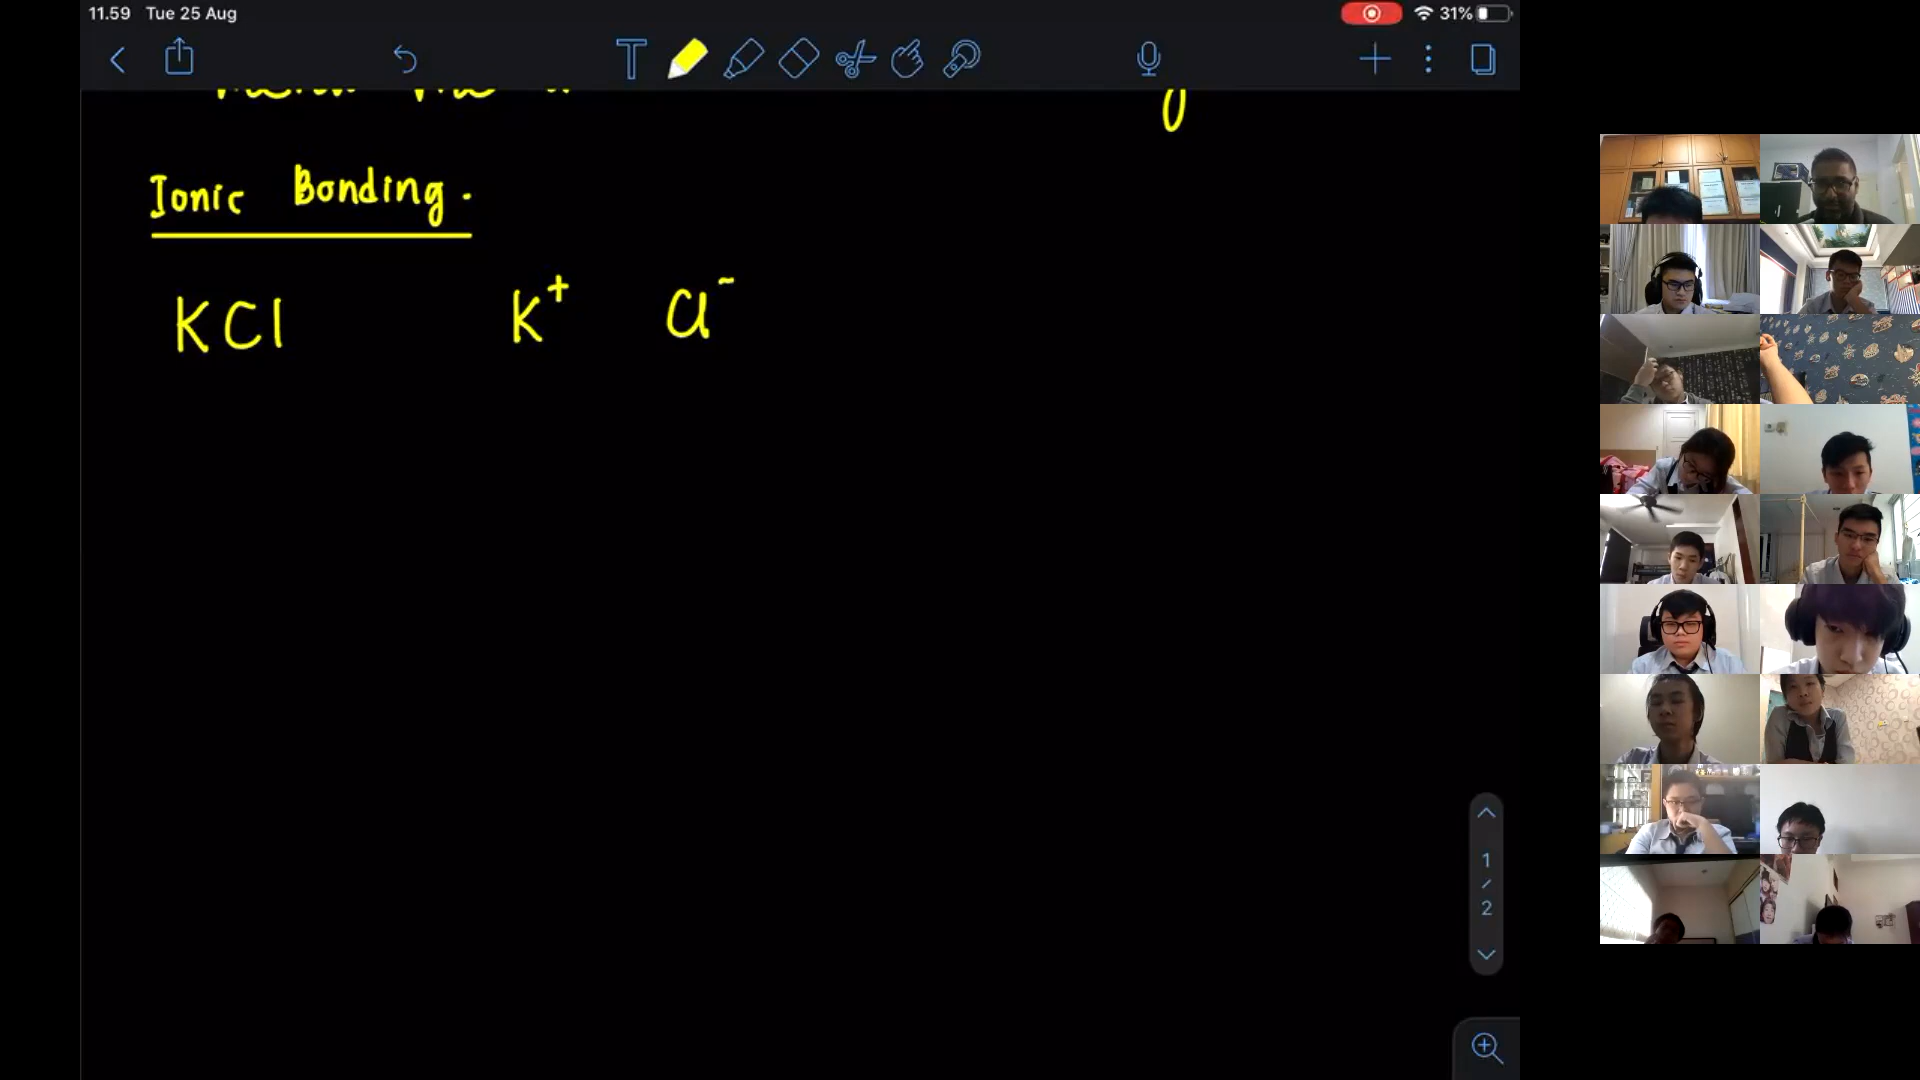 11.59 Tue 25 Aug 31%
Ionic Bonding.
KCl K⁺ Cl⁻
1
/
2